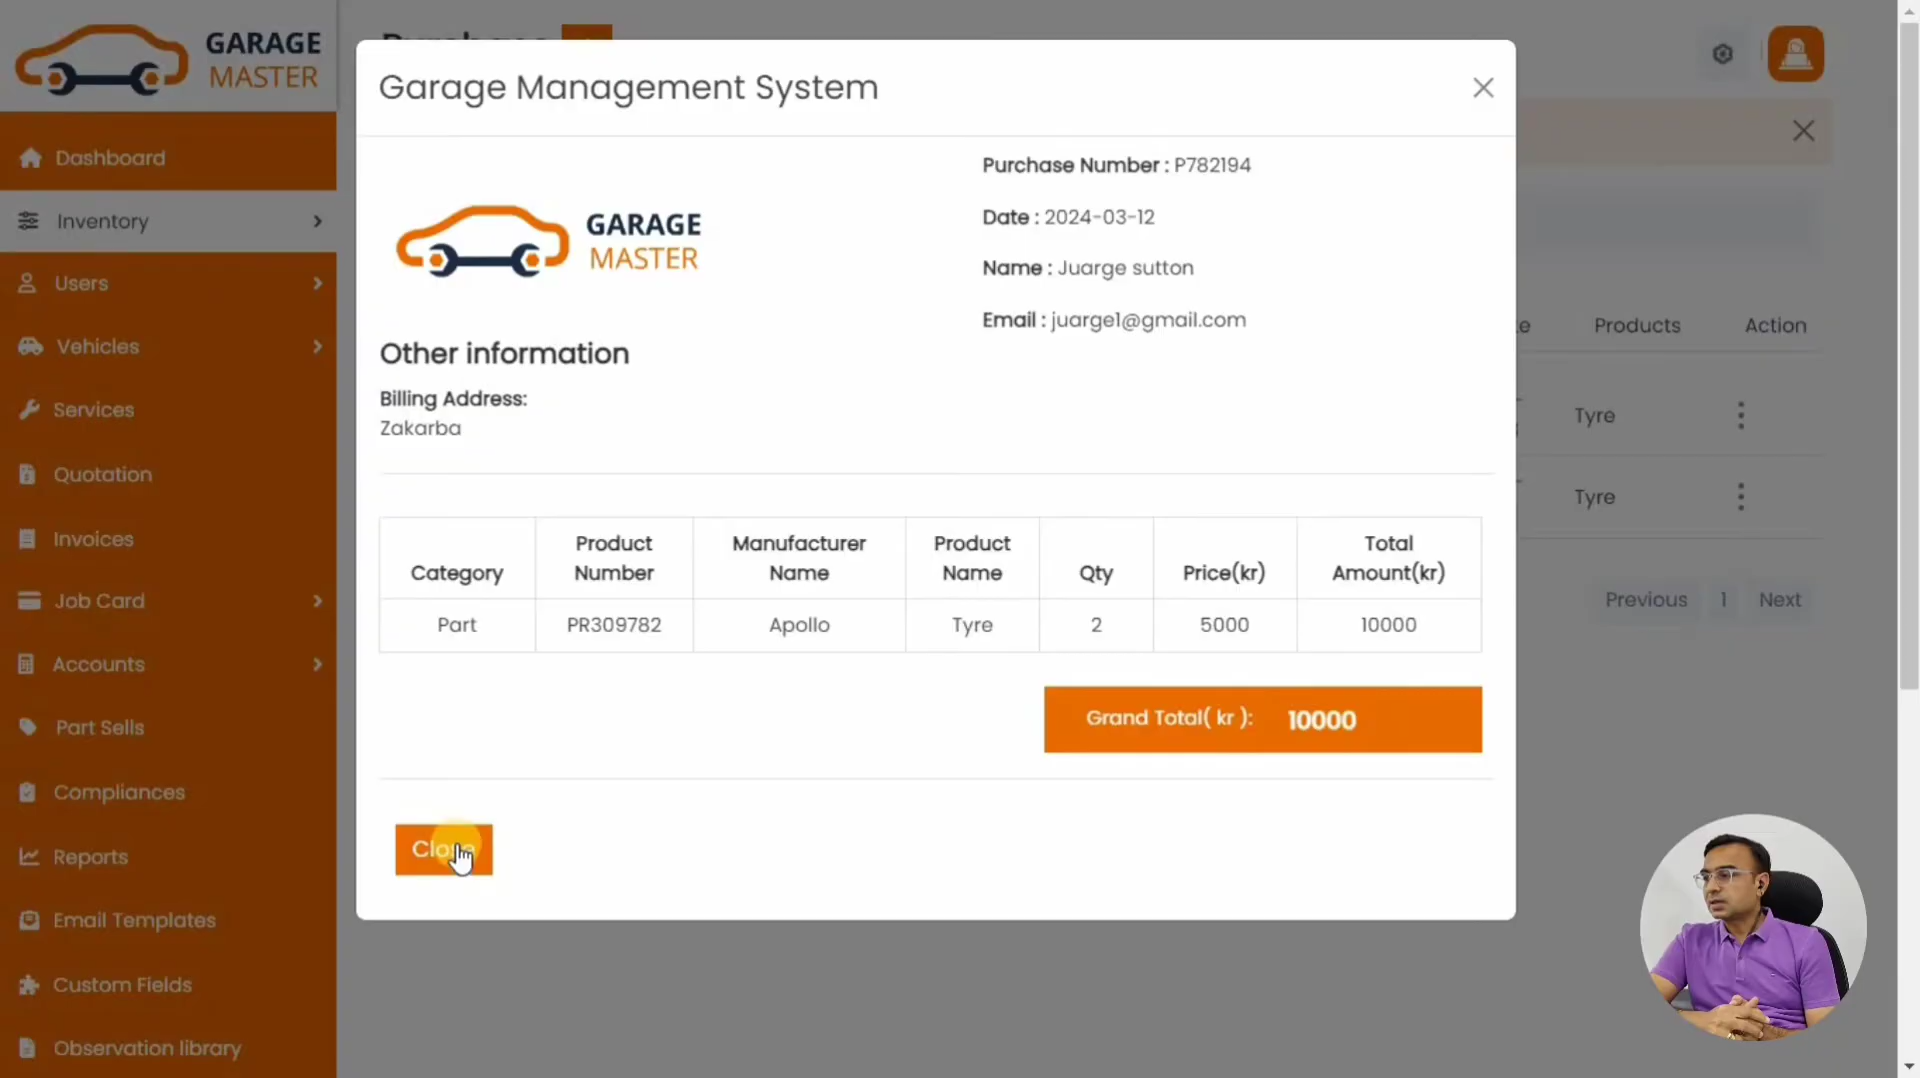 GARAGE
MASTER
Dashboard
Inventory
Users
Vehicles
Services
Quotation
Invoices
Job Card
Accounts
Part Sells
Compliances
Reports
Email Templates
Custom Fields
Observation library
Garage Management System
GARAGE
MASTER
Purchase Number : P782194
Date : 2024-03-12
Name : Juarge sutton
Email : juarge1@gmail.com
Other information
Billing Address:
Zakarba
Category Product Number Manufacturer Name Product Name Qty Price(kr) Total Amount(kr)
Part PR309782 Apollo Tyre 2 5000 10000
Grand Total( kr ): 10000
Close
Products Action
Tyre
Tyre
Previous 1 Next